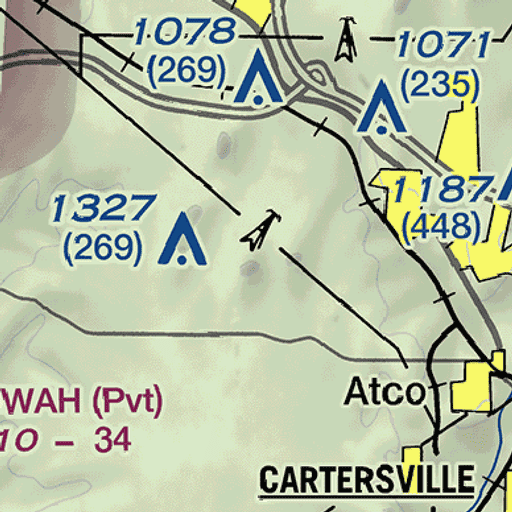 1078
(269)
1071
(235)
1187
(448)
1327
(269)
WAH (Pvt)
10 – 34
Atco
CARTERSVILLE